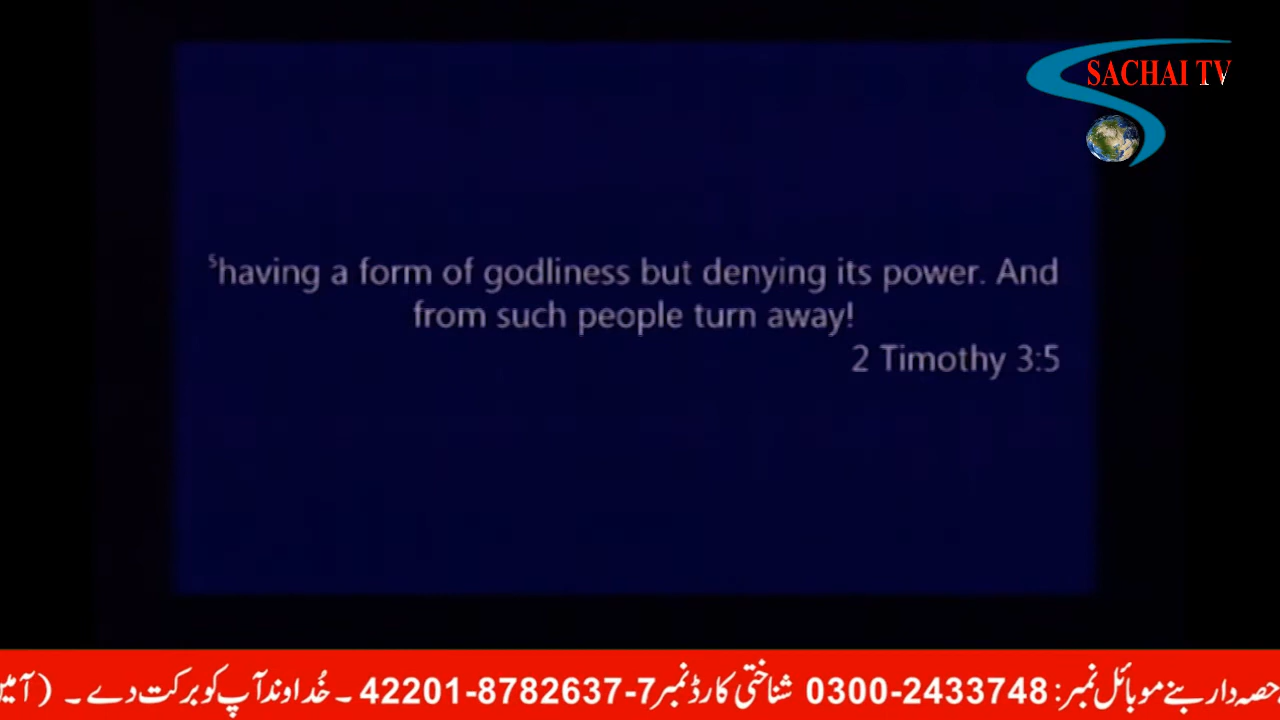 SACHAI TV
⁵having a form of godliness but denying its power. And
from such people turn away!
2 Timothy 3:5
حصہ دار بنے موبائل نمبر: 0300-2433748 شناختی کارڈ نمبر 42201-8782637-7 ۔ خُداوند آپ کو برکت دے ۔ (آمین